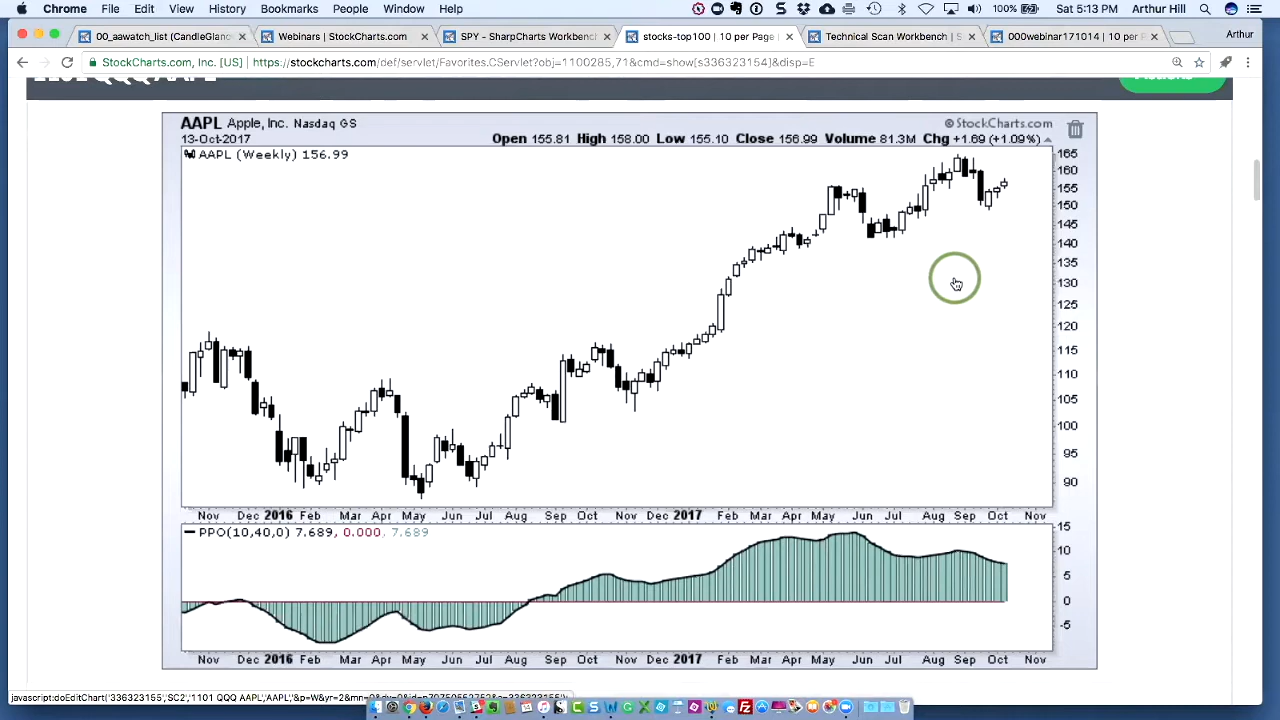 Chrome File Edit View History Bookmarks People Window Help 100% Sat 5:13 PM Arthur Hill
00_aawatch_list (CandleGlance Webinars | StockCharts.com SPY - SharpCharts Workbench stocks-top100 | 10 per Page | Technical Scan Workbench | S 000webinar171014 | 10 per P Arthur
StockCharts.com, Inc. [US] https://stockcharts.com/def/servlet/Favorites.CServlet?obj=1100285,71&cmd=show[s336323154]&disp=E
AAPL Apple, Inc. Nasdaq GS © StockCharts.com
13-Oct-2017 Open 155.81 High 158.00 Low 155.10 Close 156.99 Volume 81.3M Chg +1.69 (+1.09%)
AAPL (Weekly) 156.99
165
160
155
150
145
140
135
130
125
120
115
110
105
100
95
90
Nov Dec 2016 Feb Mar Apr May Jun Jul Aug Sep Oct Nov Dec 2017 Feb Mar Apr May Jun Jul Aug Sep Oct Nov
PPO(10,40,0) 7.689, 0.000, 7.689
15
10
5
0
-5
Nov Dec 2016 Feb Mar Apr May Jun Jul Aug Sep Oct Nov Dec 2017 Feb Mar Apr May Jun Jul Aug Sep Oct Nov